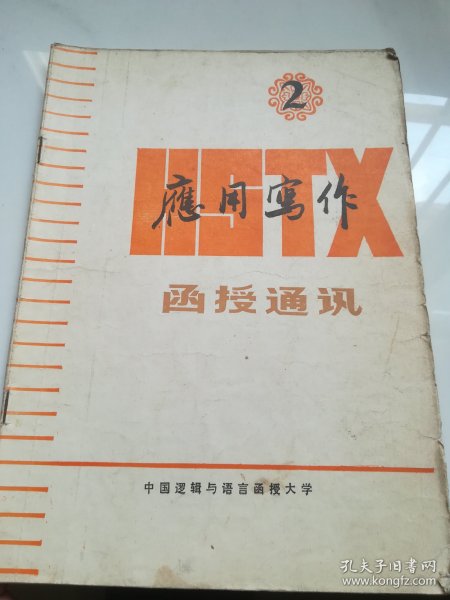 2
HSTX
應用寫作
函授通讯
中国逻辑与语言函授大学
孔夫子旧书网
www.kongfz.com